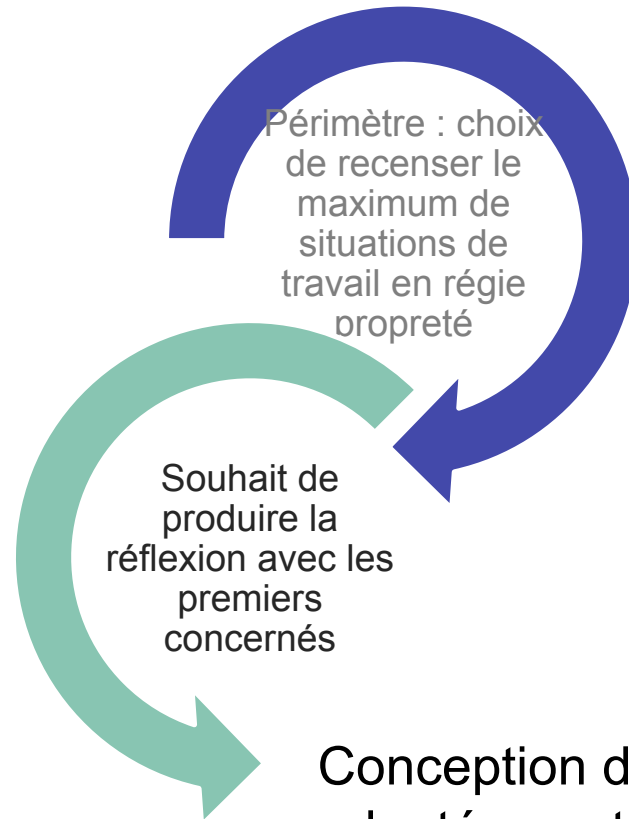 Périmètre : choix
de recenser le
maximum de
situations de
travail en régie
propreté
Souhait de
produire la
réflexion avec les
premiers
concernés
Conception d